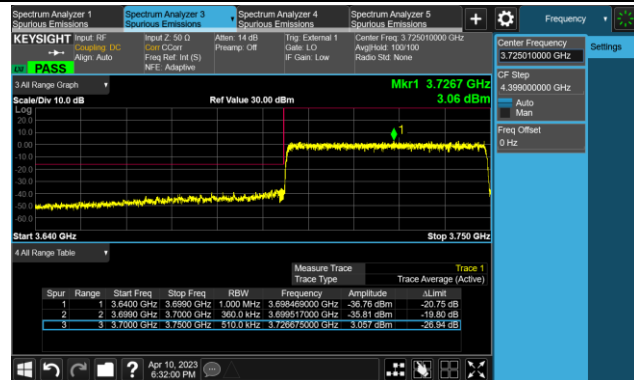 Spectrum Analyzer 1
Spurious Emissions
Spectrum Analyzer 3
Spurious Emissions
Spectrum Analyzer 4
Spurious Emissions
Spectrum Analyzer 5
Spurious Emissions
+
Frequency
KEYSIGHT
Input: RF
Coupling: DC
Align: Auto
Input Z: 50 Ω
Corr CCorr
Freq Ref: Int (S)
NFE: Adaptive
Atten: 14 dB
Preamp: Off
Trig: External 1
Gate: LO
IF Gain: Low
Center Freq: 3.725010000 GHz
Avg|Hold: 100/100
Radio Std: None
PASS
Center Frequency
3.725010000 GHz
Settings
CF Step
4.399000000 GHz
Auto
Man
Freq Offset
0 Hz
3 All Range Graph
Mkr1 3.7267 GHz
Scale/Div 10.0 dB
Ref Value 30.00 dBm
3.06 dBm
Log
20.0
10.0
0.00
-10.0
-20.0
-30.0
-40.0
-50.0
-60.0
1
Start 3.640 GHz
Stop 3.750 GHz
4 All Range Table
Measure Trace Trace 1
Trace Type Trace Average (Active)
Spur Range Start Freq Stop Freq RBW Frequency Amplitude ΔLimit
1 1 3.6400 GHz 3.6990 GHz 1.000 MHz 3.698469000 GHz -36.76 dBm -20.75 dB
2 2 3.6990 GHz 3.7000 GHz 360.0 kHz 3.699517000 GHz -35.81 dBm -19.80 dB
3 3 3.7000 GHz 3.7500 GHz 510.0 kHz 3.726675000 GHz 3.057 dBm -26.94 dB
?
Apr 10, 2023
6:32:00 PM